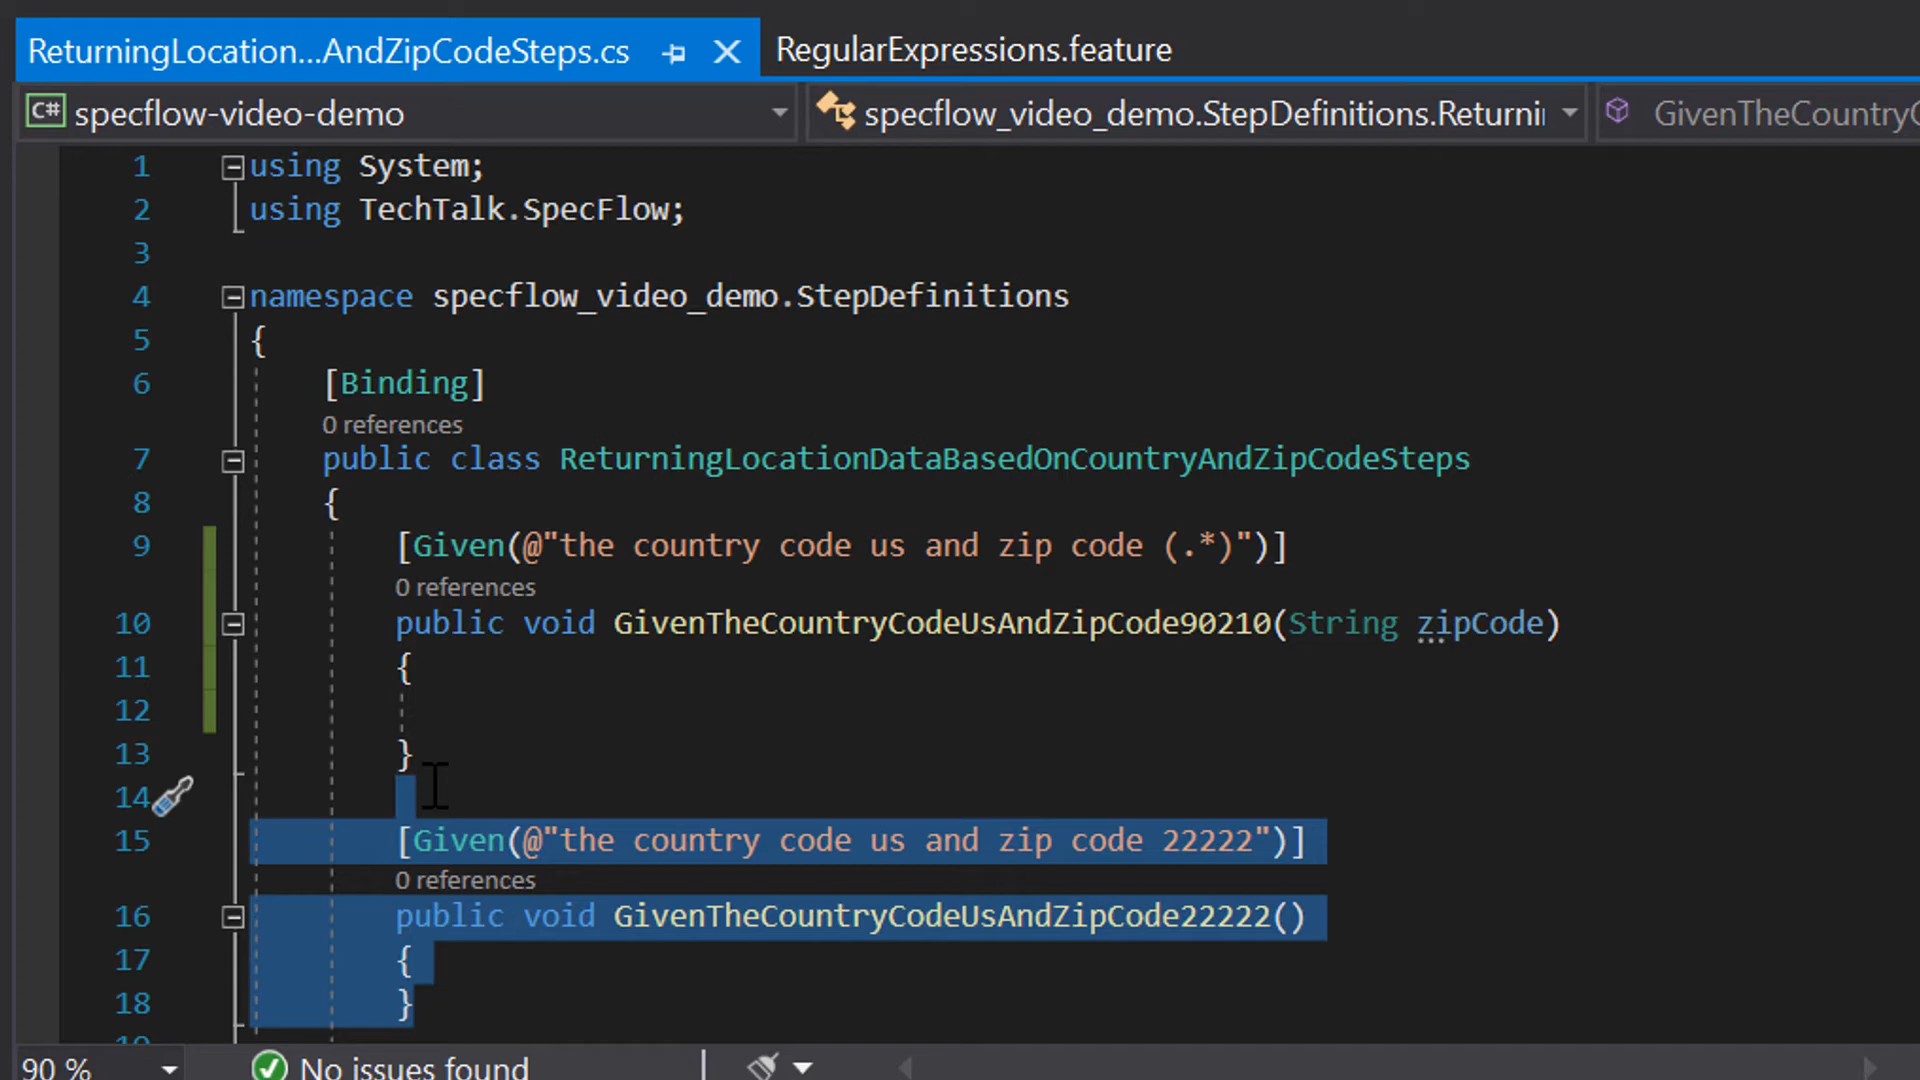 ReturningLocation...AndZipCodeSteps.cs
RegularExpressions.feature
C# specflow-video-demo
specflow_video_demo.StepDefinitions.Returni
GivenTheCountryC
1 using System;
2 using TechTalk.SpecFlow;
3
4 namespace specflow_video_demo.StepDefinitions
5 {
6 [Binding]
0 references
7 public class ReturningLocationDataBasedOnCountryAndZipCodeSteps
8 {
9 [Given(@"the country code us and zip code (.*)")]
0 references
10 public void GivenTheCountryCodeUsAndZipCode90210(String zipCode)
11 {
12
13 }
14
15 [Given(@"the country code us and zip code 22222")]
0 references
16 public void GivenTheCountryCodeUsAndZipCode22222()
17 {
18 }
19
90 %
No issues found